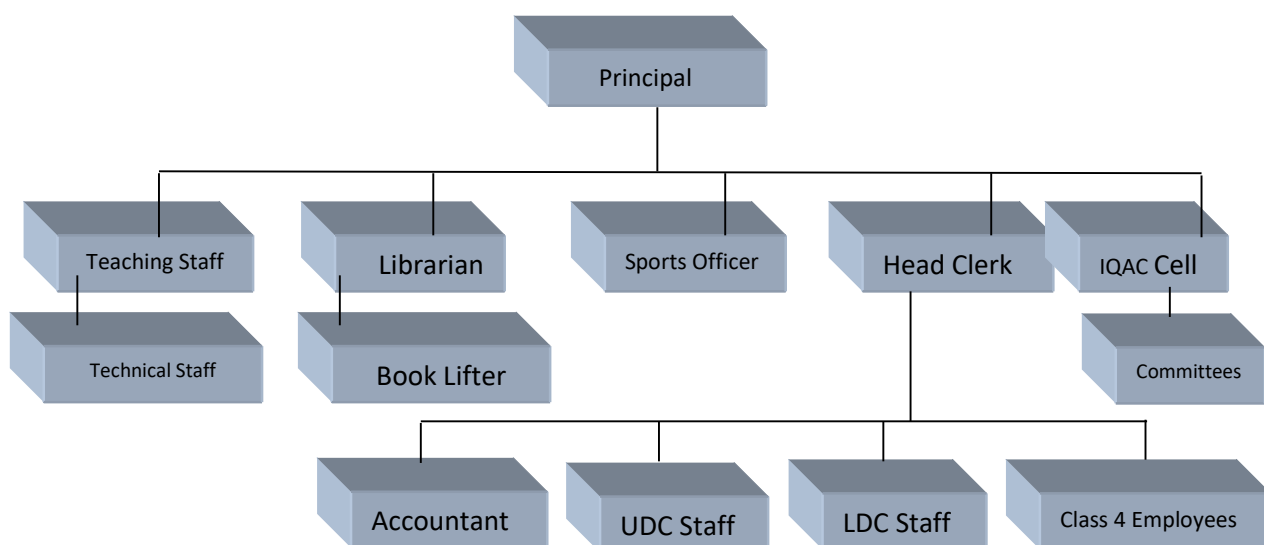 Principal
Teaching Staff
Librarian
Sports Officer
Head Clerk
IQAC Cell
Technical Staff
Book Lifter
Committees
Accountant
UDC Staff
LDC Staff
Class 4 Employees